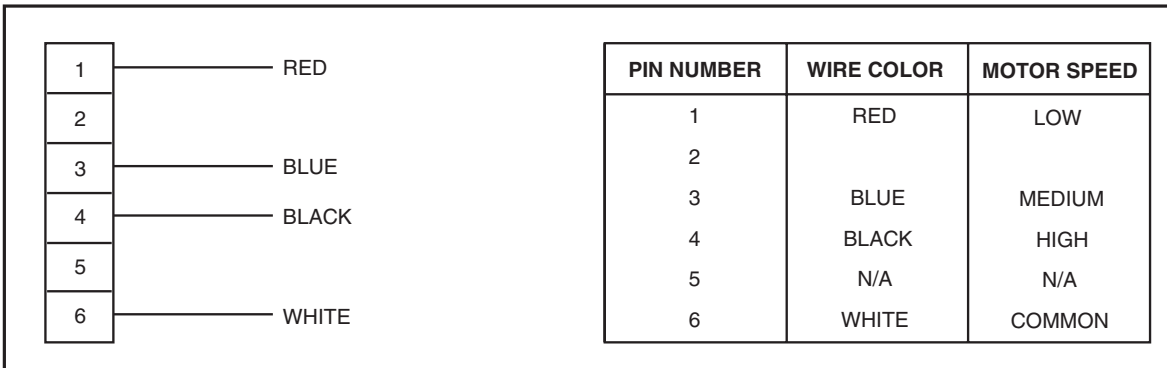 1 RED
2
3 BLUE
4 BLACK
5
6 WHITE
PIN NUMBER WIRE COLOR MOTOR SPEED
1 RED LOW
2
3 BLUE MEDIUM
4 BLACK HIGH
5 N/A N/A
6 WHITE COMMON